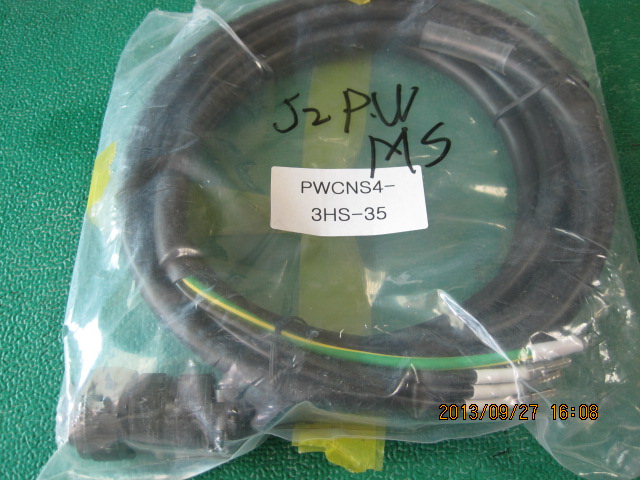 J2 P.W
MS
PWCNS4-
3HS-35
2013/09/27 16:08